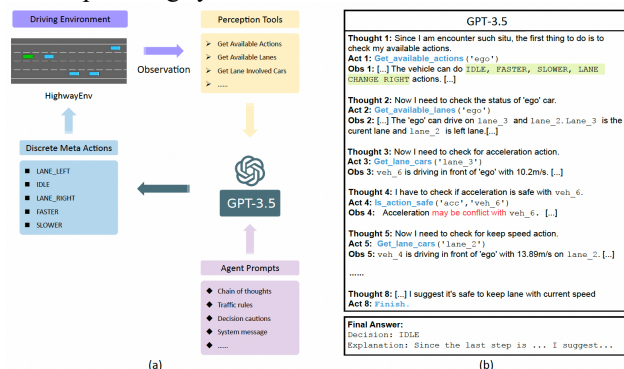 Driving Environment
HighwayEnv
Observation
Perception Tools
Get Available Actions
Get Available Lanes
Get Lane Involved Cars
......
Discrete Meta Actions
LANE_LEFT
IDLE
LANE_RIGHT
FASTER
SLOWER
GPT-3.5
Agent Prompts
Chain of thoughts
Traffic rules
Decision cautions
System message
......
(a)
GPT-3.5
Thought 1: Since I am encounter such situ, the first thing to do is to
check my available actions.
Act 1: Get_available_actions('ego')
Obs 1: [...] The vehicle can do IDLE, FASTER, SLOWER, LANE
CHANGE RIGHT actions. [...]
Thought 2: Now I need to check the status of 'ego' car.
Act 2: Get_available_lanes('ego')
Obs 2: [...] The 'ego' can drive on lane_3 and lane_2. Lane_3 is the
curent lane and lane_2 is left lane.[...]
Thought 3: Now I need to check for acceleration action.
Act 3: Get_lane_cars('lane_3')
Obs 3: veh_6 is driving in front of 'ego' with 10.2m/s. [...]
Thought 4: I have to check if acceleration is safe with veh_6.
Act 4: Is_action_safe('acc','veh_6')
Obs 4: Acceleration may be conflict with veh_6. [...]
Thought 5: Now I need to check for keep speed action.
Act 5: Get_lane_cars('lane_2')
Obs 5: veh_4 is driving in front of 'ego' with 13.89m/s on lane_2. [...]
......
Thought 8: [...] I suggest it's safe to keep lane with current speed
Act 8: Finish.
Final Answer:
Decision: IDLE
Explanation: Since the last step is ... I suggest...
(b)